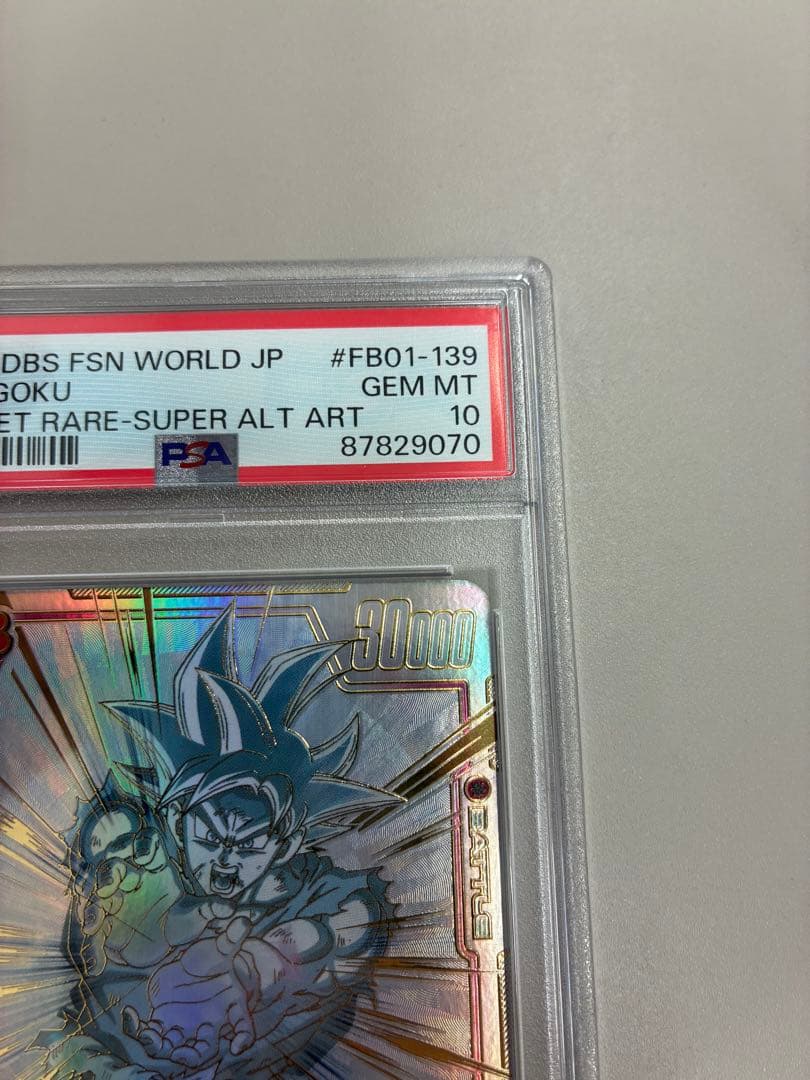 DBS FSN WORLD JP #FB01-139
GOKU GEM MT
ET RARE-SUPER ALT ART 10
PSA 87829070
30000
BATTLE